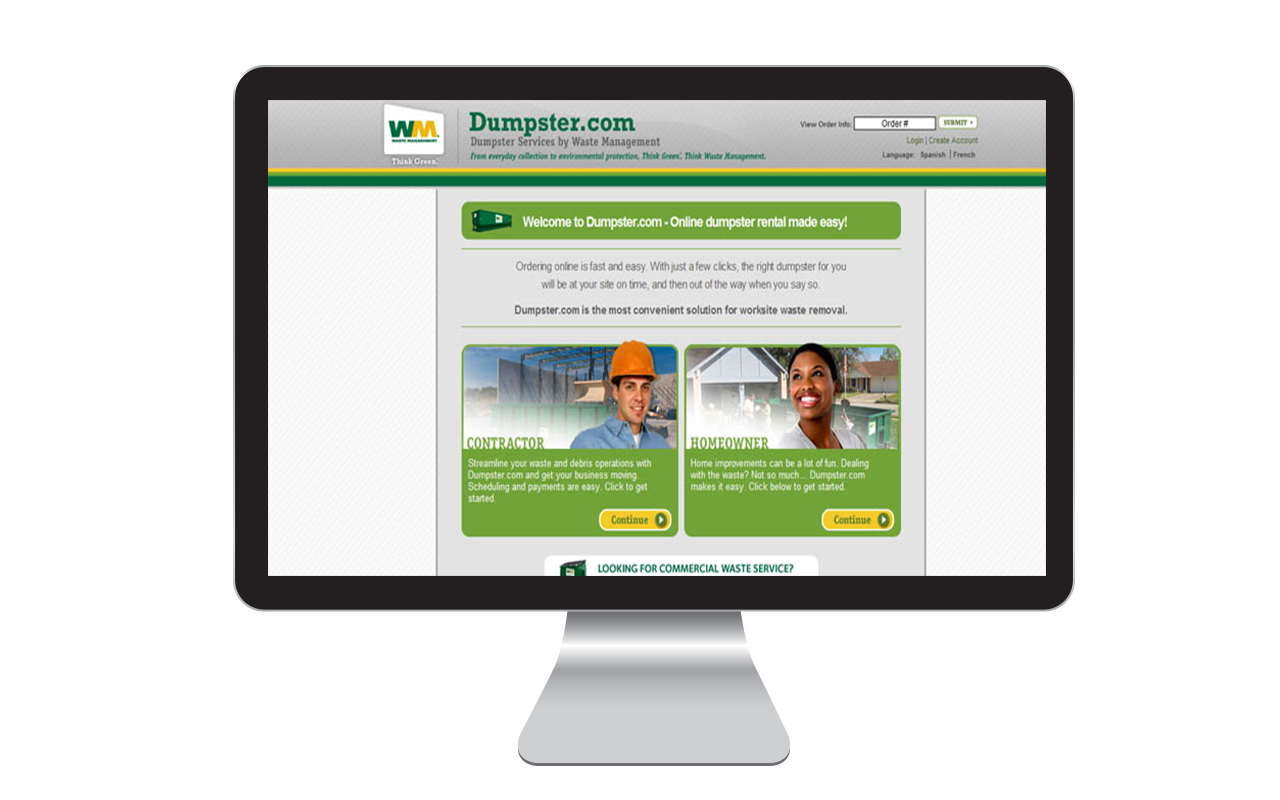 WM
WASTE MANAGEMENT
Think Green.
Dumpster.com
Dumpster Services by Waste Management
From everyday collection to environmental protection, Think Green. Think Waste Management.
View Order Info: Order # SUBMIT
Login | Create Account
Language: Spanish | French
Welcome to Dumpster.com - Online dumpster rental made easy!
Ordering online is fast and easy. With just a few clicks, the right dumpster for you
will be at your site on time, and then out of the way when you say so.
Dumpster.com is the most convenient solution for worksite waste removal.
CONTRACTOR
Streamline your waste and debris operations with
Dumpster.com and get your business moving.
Scheduling and payments are easy. Click to get
started.
Continue
HOMEOWNER
Home improvements can be a lot of fun. Dealing
with the waste? Not so much... Dumpster.com
makes it easy. Click below to get started.
Continue
LOOKING FOR COMMERCIAL WASTE SERVICE?